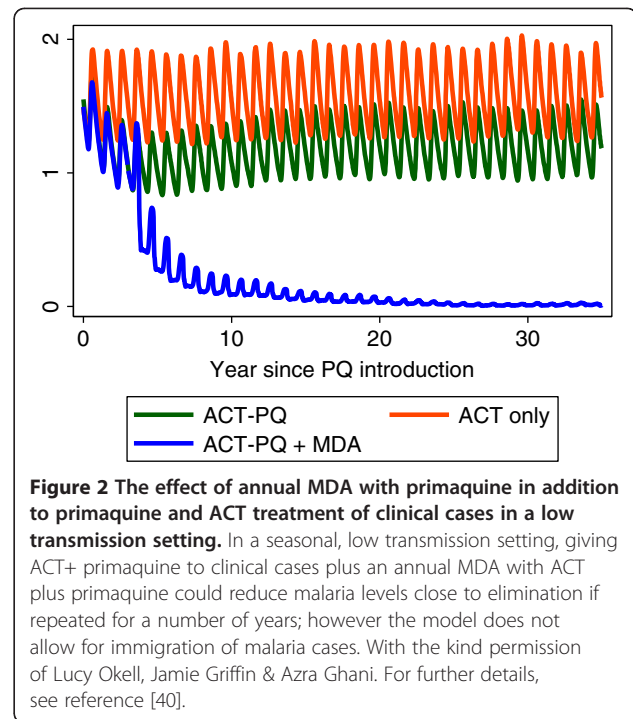 2
1
0
0
10
20
30
Year since PQ introduction
ACT-PQ
ACT only
ACT-PQ + MDA
Figure 2 The effect of annual MDA with primaquine in addition
to primaquine and ACT treatment of clinical cases in a low
transmission setting. In a seasonal, low transmission setting, giving
ACT+ primaquine to clinical cases plus an annual MDA with ACT
plus primaquine could reduce malaria levels close to elimination if
repeated for a number of years; however the model does not
allow for immigration of malaria cases. With the kind permission
of Lucy Okell, Jamie Griffin & Azra Ghani. For further details,
see reference [40].